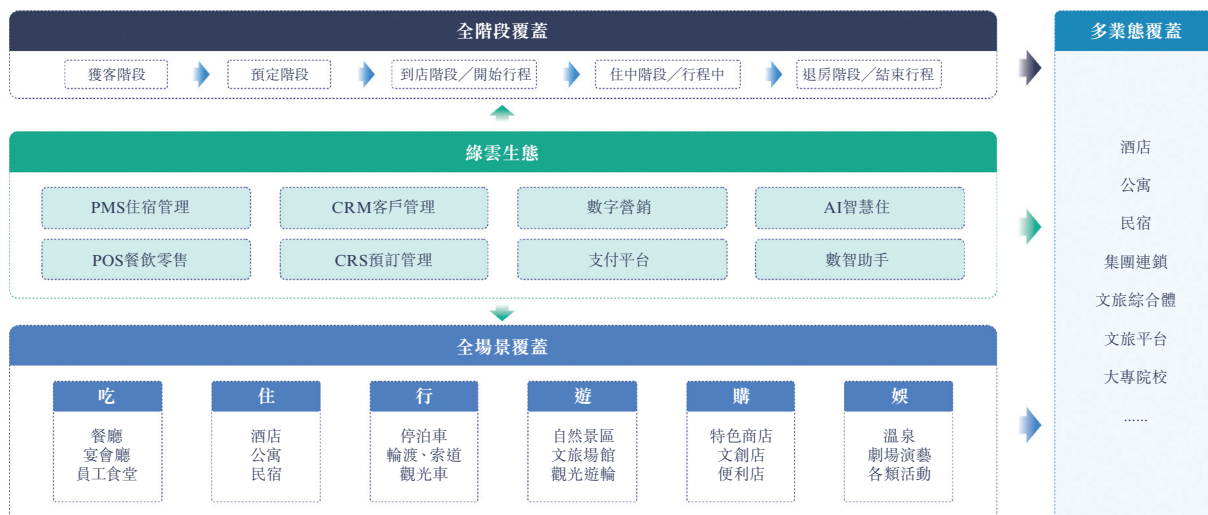 全階段覆蓋
獲客階段
預定階段
到店階段／開始行程
住中階段／行程中
退房階段／結束行程
綠雲生態
PMS住宿管理
CRM客戶管理
數字營銷
AI智慧住
POS餐飲零售
CRS預訂管理
支付平台
數智助手
全場景覆蓋
吃
餐廳
宴會廳
員工食堂
住
酒店
公寓
民宿
行
停泊車
輪渡、索道
觀光車
遊
自然景區
文旅場館
觀光遊輪
購
特色商店
文創店
便利店
娛
溫泉
劇場演藝
各類活動
多業態覆蓋
酒店
公寓
民宿
集團連鎖
文旅綜合體
文旅平台
大專院校
......